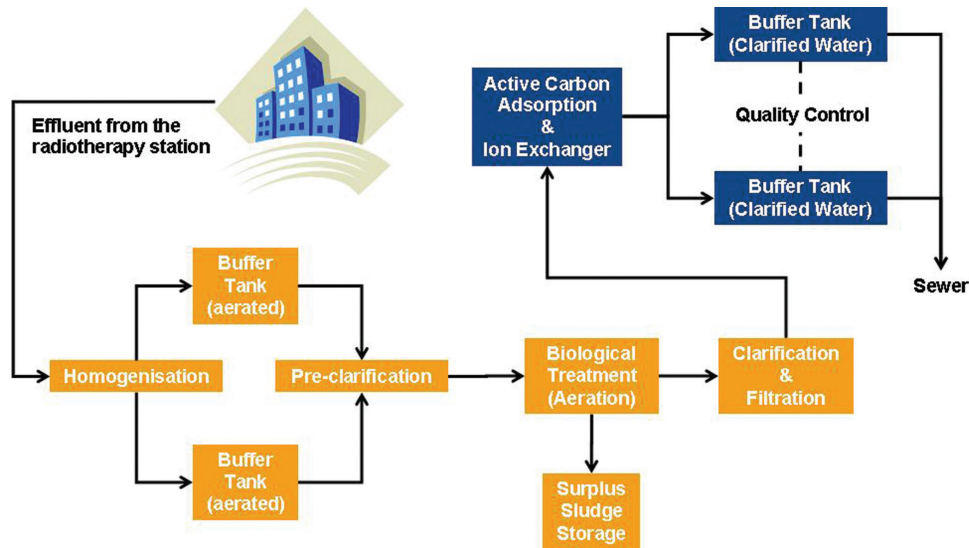 Effluent from the
radiotherapy station
Homogenisation
Buffer
Tank
(aerated)
Buffer
Tank
(aerated)
Pre-clarification
Biological
Treatment
(Aeration)
Surplus
Sludge
Storage
Clarification
&
Filtration
Active Carbon
Adsorption
&
Ion Exchanger
Buffer Tank
(Clarified Water)
Quality Control
Buffer Tank
(Clarified Water)
Sewer